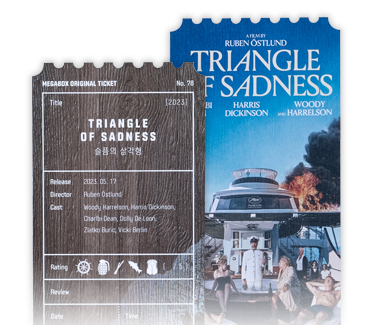 MEGABOX ORIGINAL TICKET No. 78
Title [2023]
TRIANGLE
OF SADNESS
슬픔의 삼각형
Release 2023. 05. 17
Director Ruben Östlund
Cast Woody Harrelson, Harris Dickinson,
Charlbi Dean, Dolly De Leon,
Zlatko Buric, Vicki Berlin
Rating
Review
Date Time
A FILM BY
RUBEN ÖSTLUND
TRIANGLE
OF SADNESS
HARRIS WOODY
DICKINSON AND HARRELSON